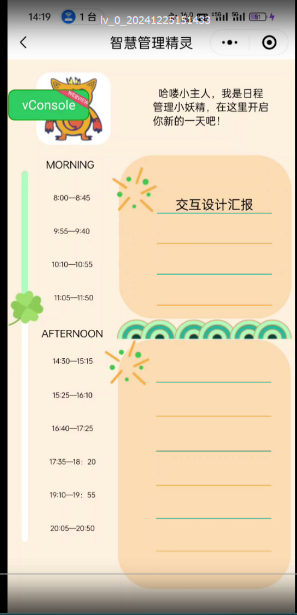 14:19
1 台
lv_0_20241225151433
智慧管理精灵
vConsole
哈喽小主人，我是日程
管理小妖精，在这里开启
你新的一天吧！
MORNING
8:00—8:45
交互设计汇报
9:55—9:40
10:10—10:55
11:05—11:50
AFTERNOON
14:30—15:15
15:25—16:10
16:40—17:25
17:35—18：20
19:10—19：55
20:05—20:50